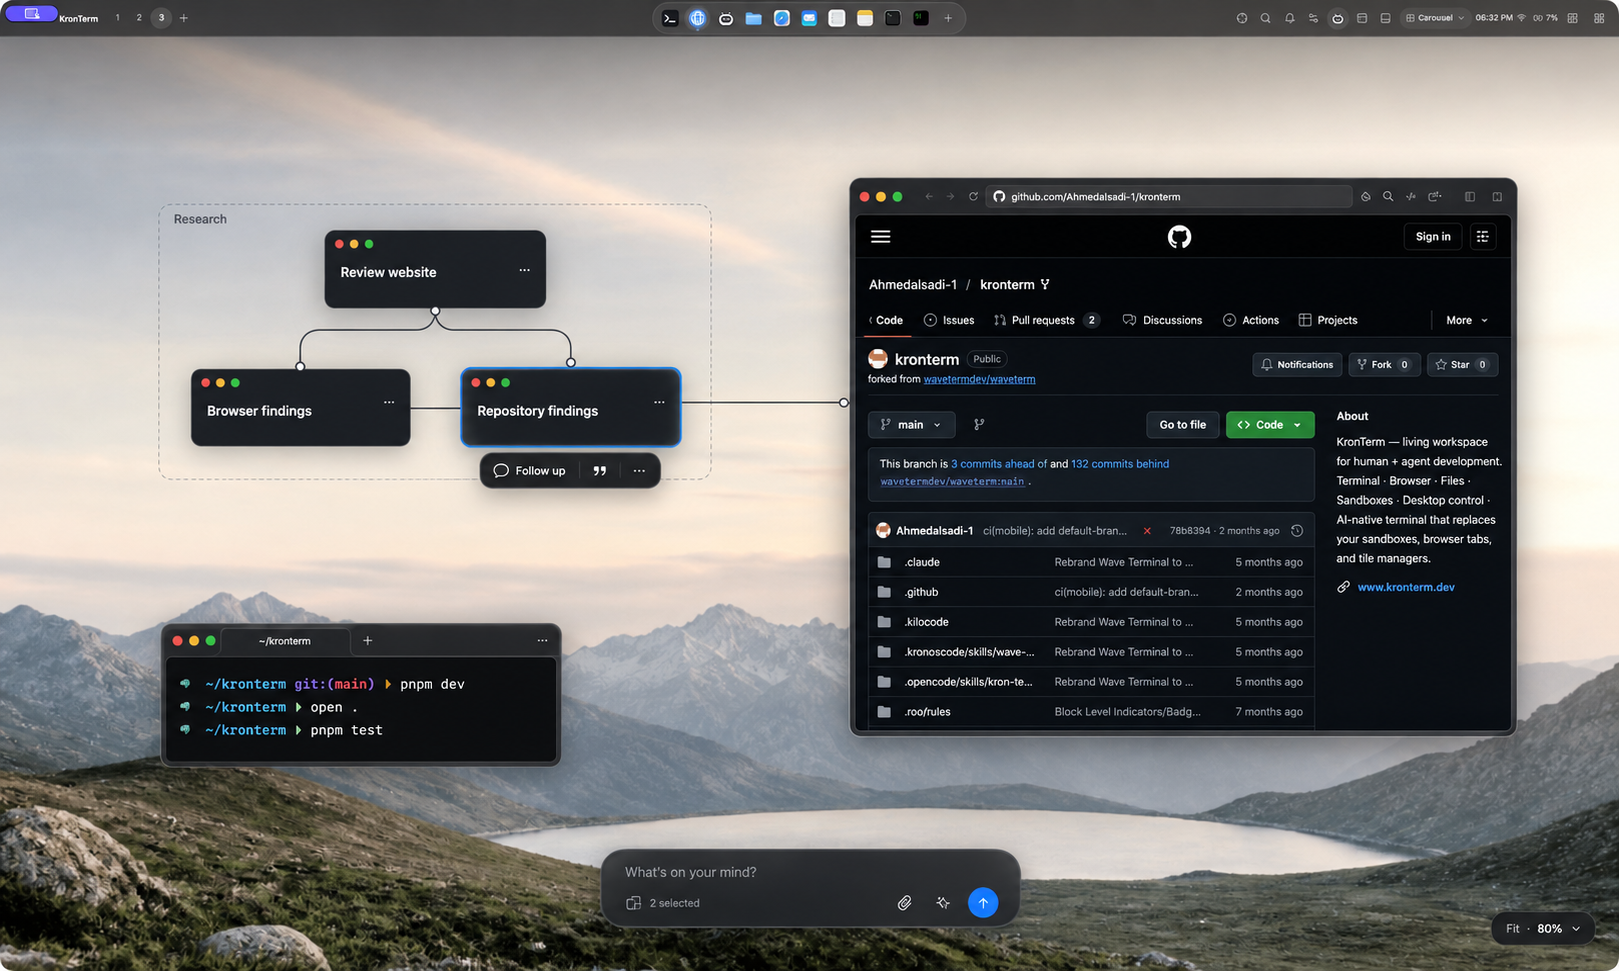 KronTerm 1 2 3 +
Carouuel 06:32 PM 7%
Research
Review website
Browser findings
Repository findings
Follow up
~/kronterm
~/kronterm git:(main) pnpm dev
~/kronterm open .
~/kronterm pnpm test
github.com/Ahmedalsadi-1/kronterm
Sign in
Ahmedalsadi-1 / kronterm
Code Issues Pull requests 2 Discussions Actions Projects More
kronterm Public
Notifications Fork 0 Star 0
forked from wavetermdev/waveterm
main Go to file Code
This branch is 3 commits ahead of and 132 commits behind
wavetermdev/waveterm:nain .
Ahmedalsadi-1 ci(mobile): add default-bran... 78b8394 · 2 months ago
.claude Rebrand Wave Terminal to ... 5 months ago
.github ci(mobile): add default-bran... 2 months ago
.kilocode Rebrand Wave Terminal to ... 5 months ago
.kronoscode/skills/wave-... Rebrand Wave Terminal to ... 5 months ago
.opencode/skills/kron-te... Rebrand Wave Terminal to ... 5 months ago
.roo/rules Block Level Indicators/Badg... 7 months ago
About
KronTerm — living workspace
for human + agent development.
Terminal · Browser · Files ·
Sandboxes · Desktop control ·
AI-native terminal that replaces
your sandboxes, browser tabs,
and tile managers.
www.kronterm.dev
What's on your mind?
2 selected
Fit · 80%